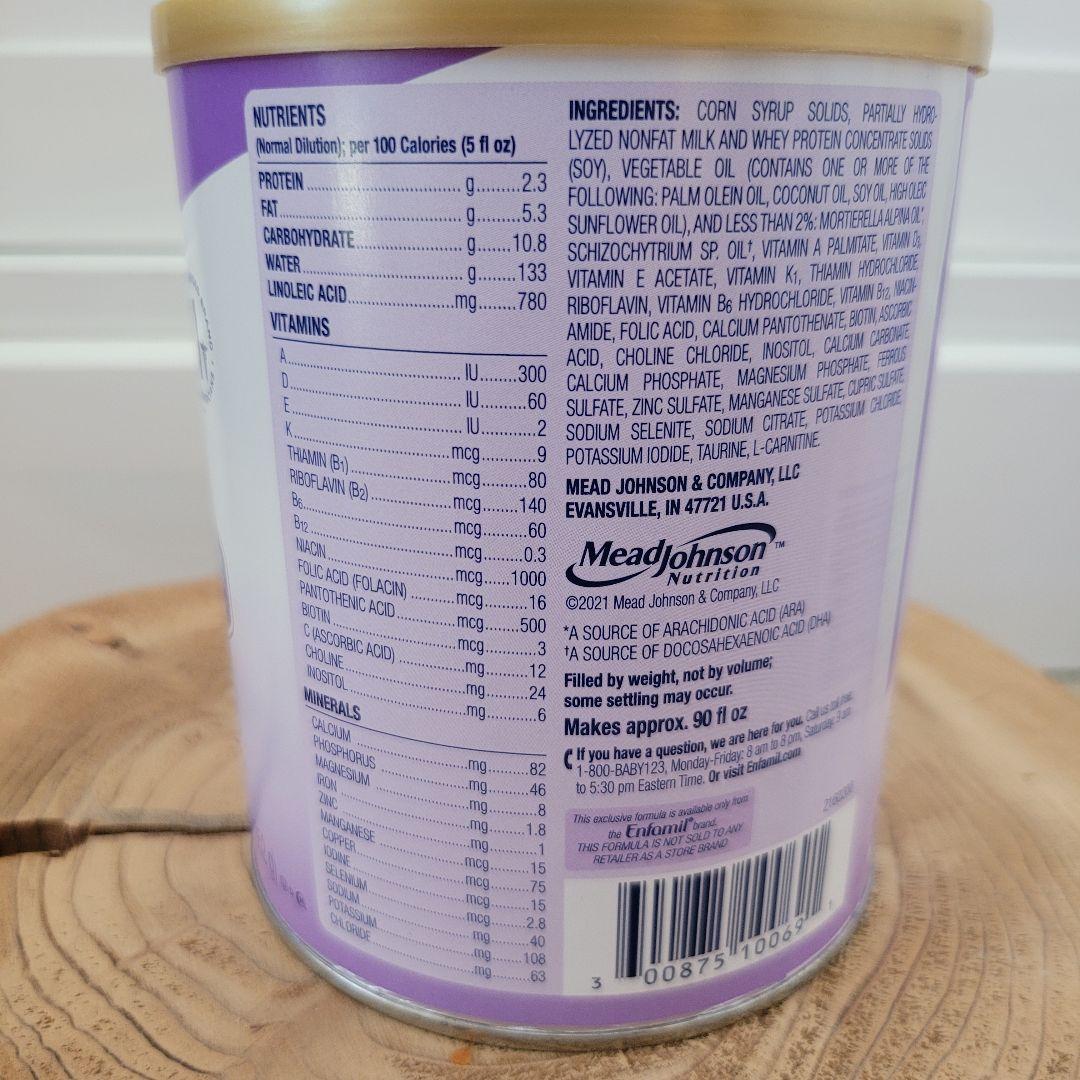 NUTRIENTS
(Normal Dilution); per 100 Calories (5 fl oz)
PROTEIN g 2.3
FAT g 5.3
CARBOHYDRATE g 10.8
WATER g 133
LINOLEIC ACID mg 780
VITAMINS
A IU 300
D IU 60
E IU 2
K mcg 9
THIAMIN (B1) mcg 80
RIBOFLAVIN (B2) mcg 140
B6 mcg 60
B12 mcg 0.3
NIACIN mcg 1000
FOLIC ACID (FOLACIN) mcg 16
PANTOTHENIC ACID mcg 500
BIOTIN mcg 3
C (ASCORBIC ACID) mg 12
CHOLINE mg 24
INOSITOL mg 6
MINERALS
CALCIUM mg 82
PHOSPHORUS mg 46
MAGNESIUM mg 8
IRON mg 1.8
ZINC mg 1
MANGANESE mcg 15
COPPER mcg 75
IODINE mcg 15
SELENIUM mcg 2.8
SODIUM mg 40
POTASSIUM mg 108
CHLORIDE mg 63
INGREDIENTS: CORN SYRUP SOLIDS, PARTIALLY HYDRO-
LYZED NONFAT MILK AND WHEY PROTEIN CONCENTRATE SOLIDS
(SOY), VEGETABLE OIL (CONTAINS ONE OR MORE OF THE
FOLLOWING: PALM OLEIN OIL, COCONUT OIL, SOY OIL, HIGH OLEIC
SUNFLOWER OIL), AND LESS THAN 2%: MORTIERELLA ALPINA OIL*,
SCHIZOCHYTRIUM SP. OIL†, VITAMIN A PALMITATE, VITAMIN D3,
VITAMIN E ACETATE, VITAMIN K1, THIAMIN HYDROCHLORIDE,
RIBOFLAVIN, VITAMIN B6 HYDROCHLORIDE, VITAMIN B12, NIACIN-
AMIDE, FOLIC ACID, CALCIUM PANTOTHENATE, BIOTIN, ASCORBIC
ACID, CHOLINE CHLORIDE, INOSITOL, CALCIUM CARBONATE,
CALCIUM PHOSPHATE, MAGNESIUM PHOSPHATE, FERROUS
SULFATE, ZINC SULFATE, MANGANESE SULFATE, CUPRIC SULFATE,
SODIUM SELENITE, SODIUM CITRATE, POTASSIUM CHLORIDE,
POTASSIUM IODIDE, TAURINE, L-CARNITINE.
MEAD JOHNSON & COMPANY, LLC
EVANSVILLE, IN 47721 U.S.A.
MeadJohnson™
Nutrition
©2021 Mead Johnson & Company, LLC
*A SOURCE OF ARACHIDONIC ACID (ARA)
†A SOURCE OF DOCOSAHEXAENOIC ACID (DHA)
Filled by weight, not by volume;
some settling may occur.
Makes approx. 90 fl oz
If you have a question, we are here for you. Call us toll free:
1-800-BABY123, Monday-Friday: 8 am to 8 pm, Saturday: 9 am
to 5:30 pm Eastern Time. Or visit Enfamil.com
This exclusive formula is available only from
the Enfamil® brand.
THIS FORMULA IS NOT SOLD TO ANY
RETAILER AS A STORE BRAND.
3 00875 10069 1